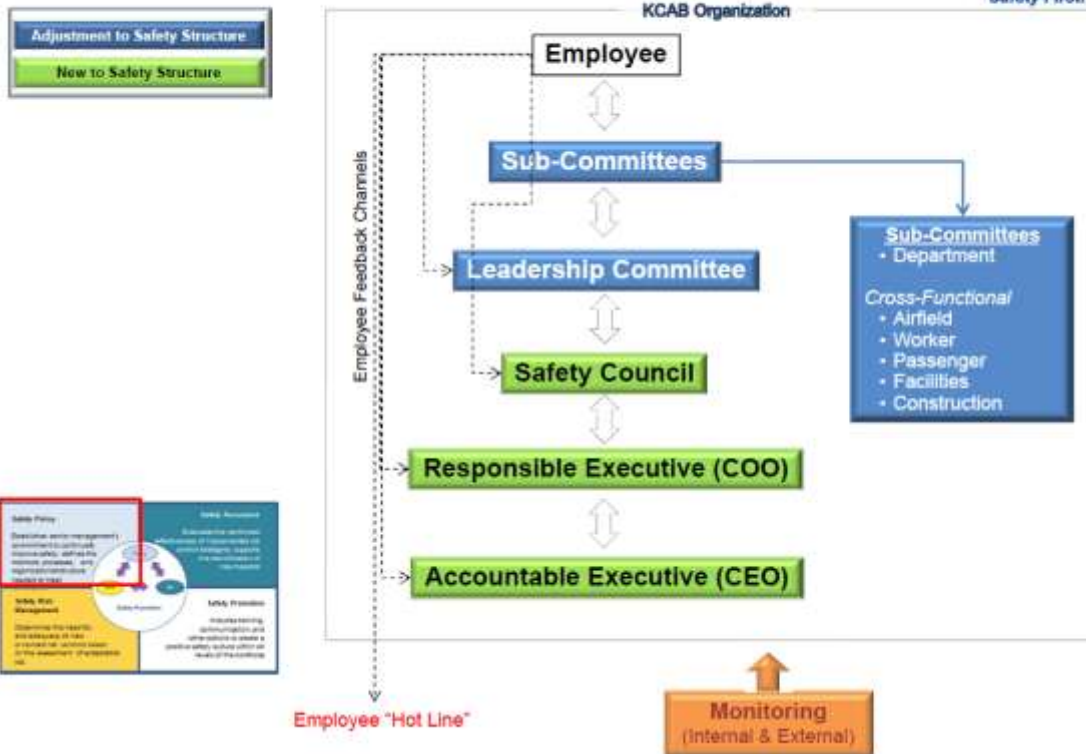 KCAB Organization
Safety First
Adjustment to Safety Structure
New to Safety Structure
Employee
Employee Feedback Channels
Sub-Committees
Leadership Committee
Safety Council
Responsible Executive (COO)
Accountable Executive (CEO)
Sub-Committees
• Department
Cross-Functional
• Airfield
• Worker
• Passenger
• Facilities
• Construction
Safety Policy
Safety Assurance
Safety Risk
Management
Safety Promotion
Employee "Hot Line"
Monitoring
(Internal & External)